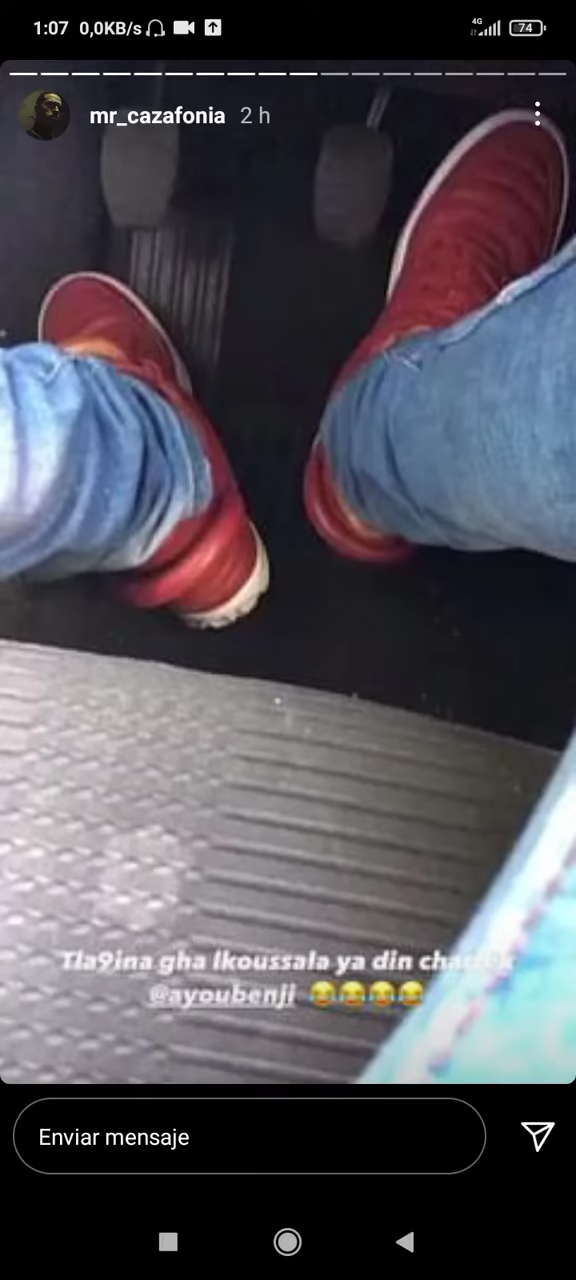 1:07 0,0KB/s 4G 74
mr_cazafonia 2 h
Tla9ina gha lkoussala ya din
@ayoubenji 😂😂😂😂
Enviar mensaje